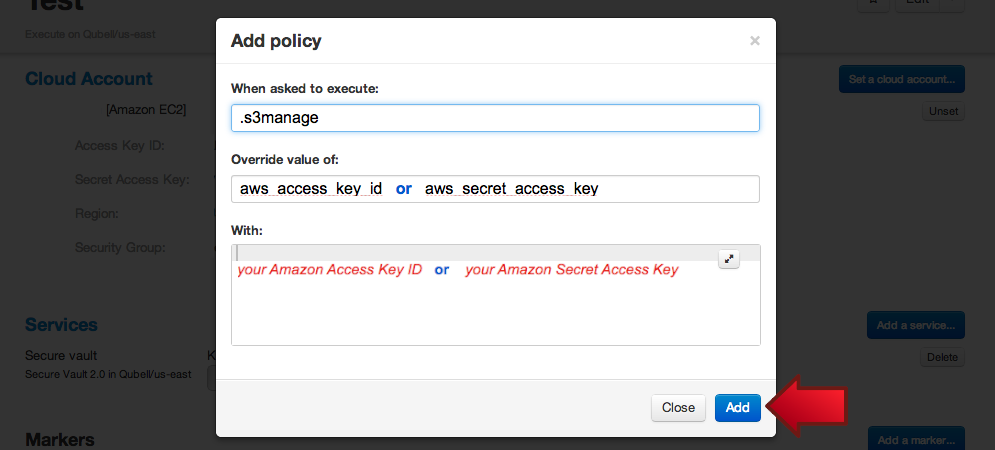 Test
Edit
Execute on Qubell/us-east
Add policy
×
Cloud Account
Set a cloud account...
When asked to execute:
[Amazon EC2]
Unset
.s3manage
Access Key ID:
Override value of:
Secret Access Key:
aws_access_key_id or aws_secret_access_key
Region:
With:
Security Group:
your Amazon Access Key ID or your Amazon Secret Access Key
Services
Add a service...
Secure vault
K
Delete
Secure Vault 2.0 in Qubell/us-east
Close
Add
Markers
Add a marker...